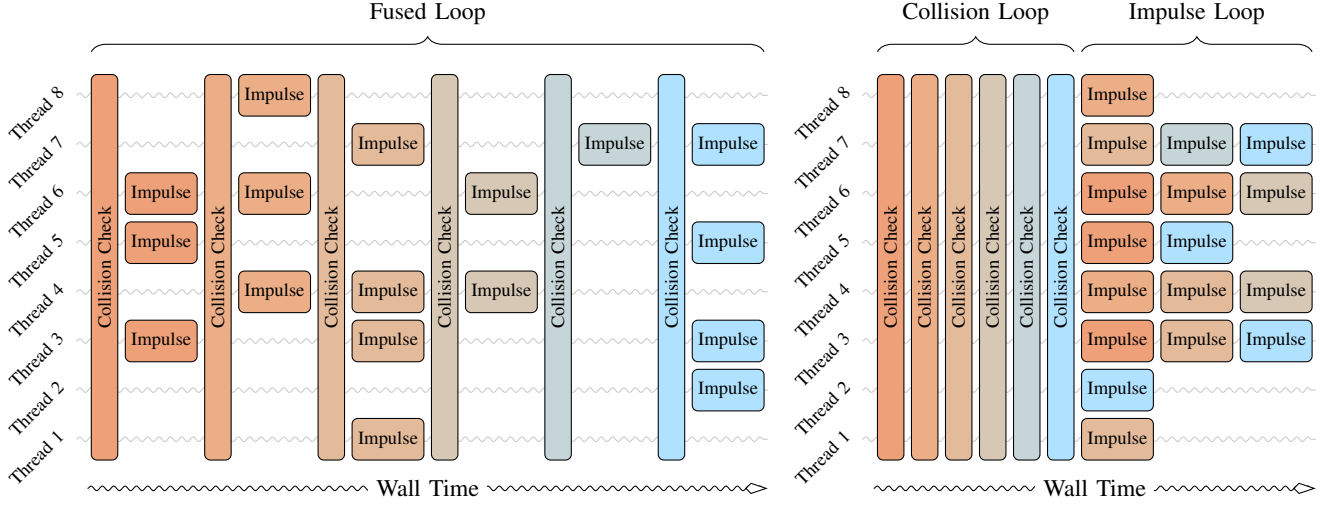 Fused Loop
Collision Loop
Impulse Loop
Thread 8
Impulse
Impulse
Thread 7
Impulse
Impulse
Impulse
Impulse
Impulse
Impulse
Thread 6
Impulse
Impulse
Impulse
Impulse
Impulse
Impulse
Thread 5
Impulse
Impulse
Impulse
Impulse
Thread 4
Impulse
Impulse
Impulse
Impulse
Impulse
Impulse
Thread 3
Impulse
Impulse
Impulse
Impulse
Impulse
Impulse
Thread 2
Impulse
Impulse
Thread 1
Impulse
Impulse
Collision Check
Collision Check
Collision Check
Collision Check
Collision Check
Collision Check
Wall Time
Thread 8
Thread 7
Thread 6
Thread 5
Thread 4
Thread 3
Thread 2
Thread 1
Collision Check
Collision Check
Collision Check
Collision Check
Collision Check
Collision Check
Wall Time